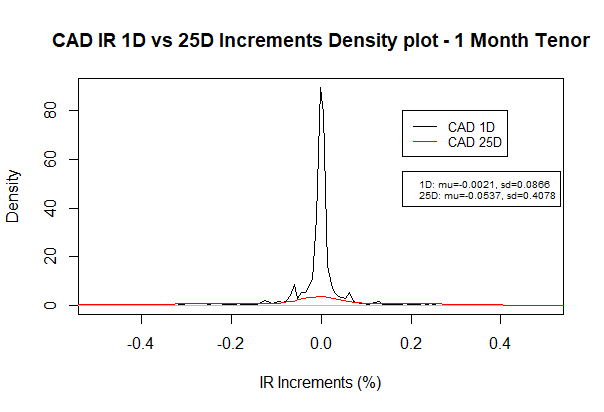 CAD IR 1D vs 25D Increments Density plot - 1 Month Tenor
Density
80
60
40
20
0
CAD 1D
CAD 25D
1D: mu=-0.0021, sd=0.0866
25D: mu=-0.0537, sd=0.4078
-0.4 -0.2 0.0 0.2 0.4
IR Increments (%)